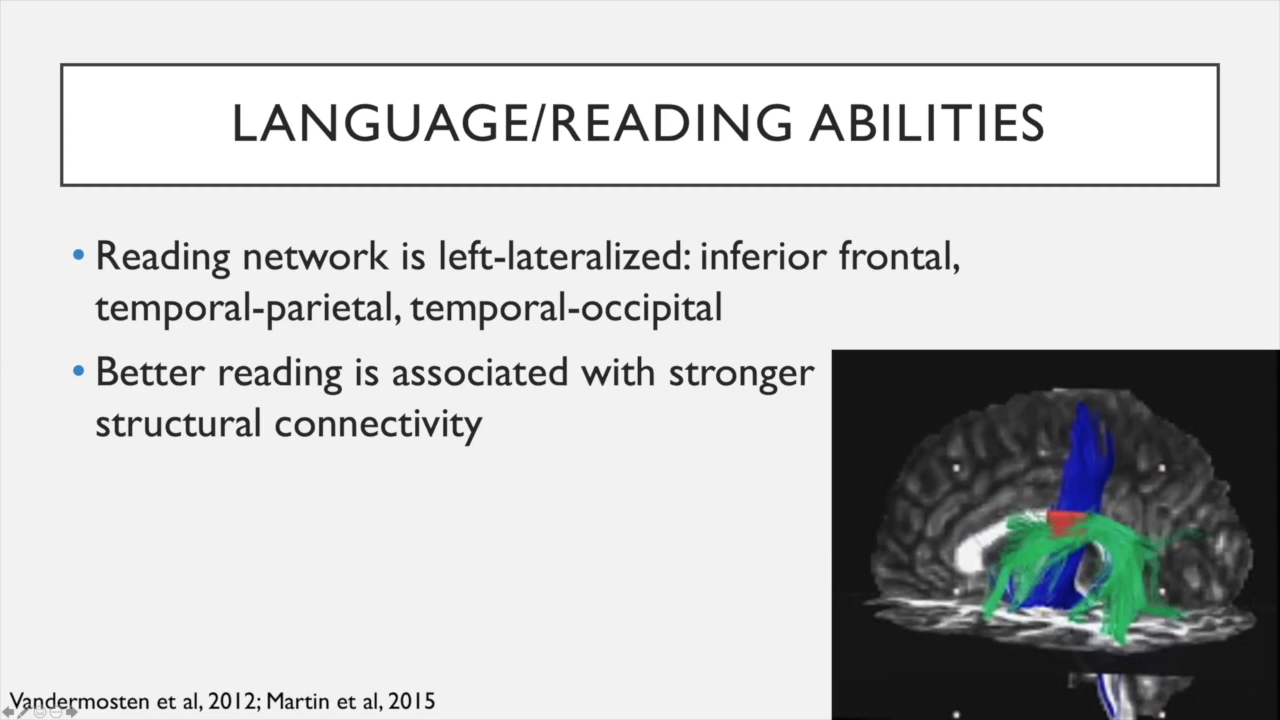 LANGUAGE/READING ABILITIES
• Reading network is left-lateralized: inferior frontal,
temporal-parietal, temporal-occipital
• Better reading is associated with stronger
structural connectivity
Vandermosten et al, 2012; Martin et al, 2015